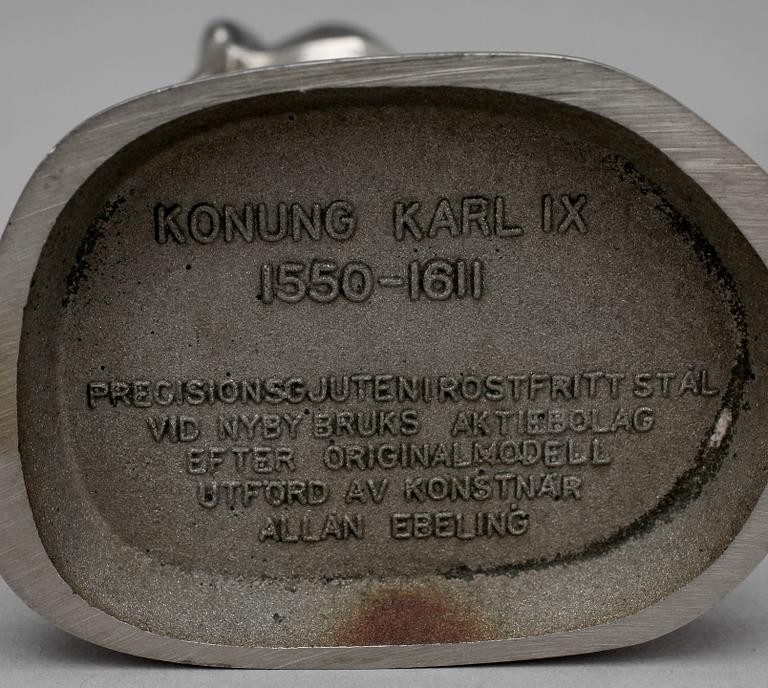 KONUNG KARL IX
1550-1611
PRECISIONSGJUTEN I ROSTFRITT STÅL
VID NYBY BRUKS AKTIEBOLAG
EFTER ORIGINALMODELL
UTFÖRD AV KONSTNÄR
ALLAN EBELING